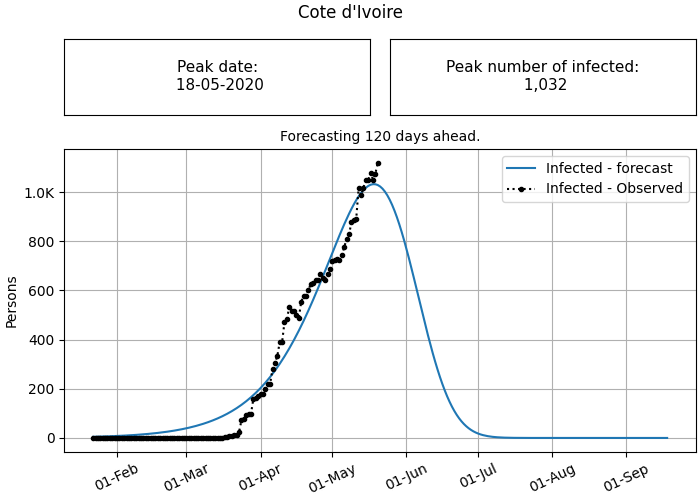 Cote d'Ivoire
Peak date:
18-05-2020
Peak number of infected:
1,032
Forecasting 120 days ahead.
Infected - forecast
Infected - Observed
Persons
1.0K
800
600
400
200
0
01-Feb
01-Mar
01-Apr
01-May
01-Jun
01-Jul
01-Aug
01-Sep